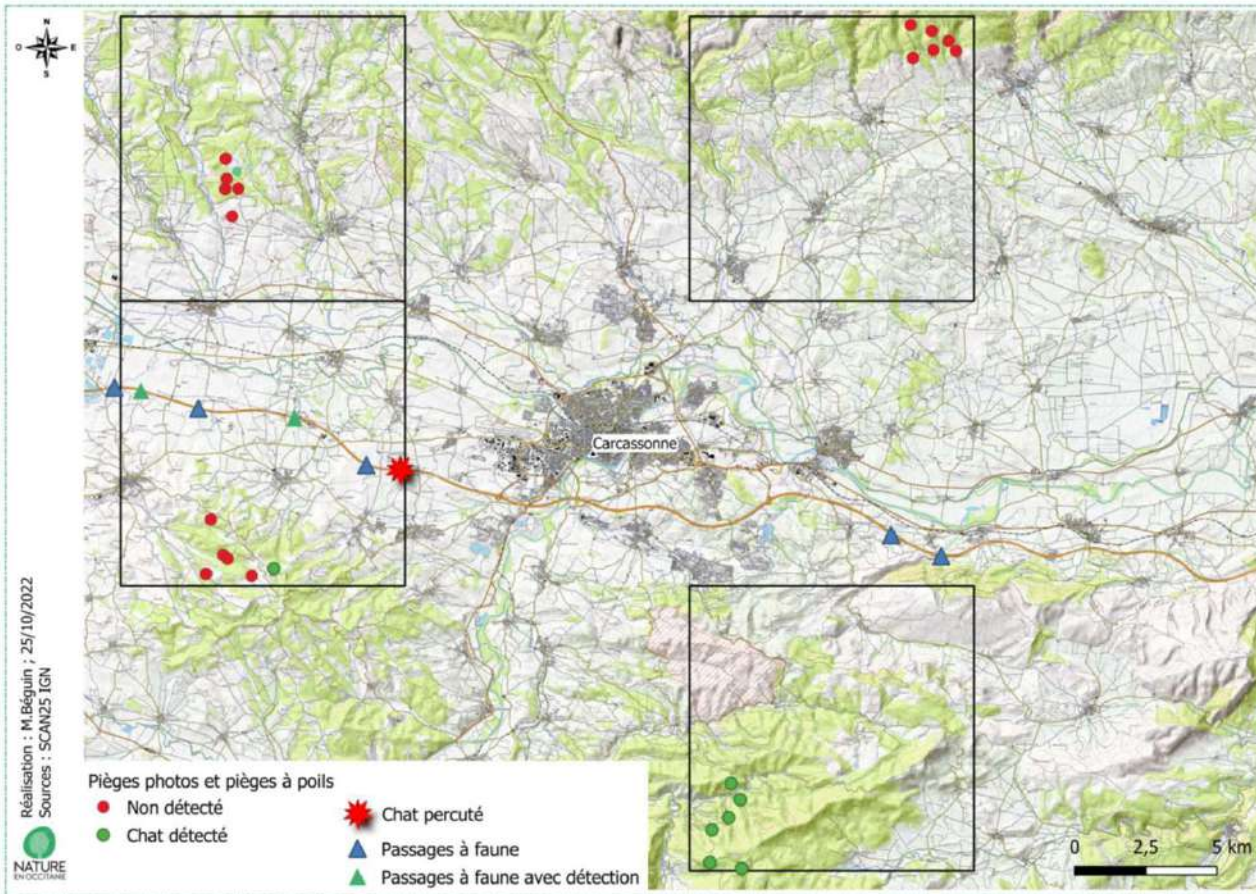 N
O E
S
Carcassonne
Réalisation : M.Béguin ; 25/10/2022
Sources : SCAN25 IGN
NATURE
EN OCCITANIE
Pièges photos et pièges à poils
Non détecté
Chat détecté
Chat percuté
Passages à faune
Passages à faune avec détection
0 2,5 5 km